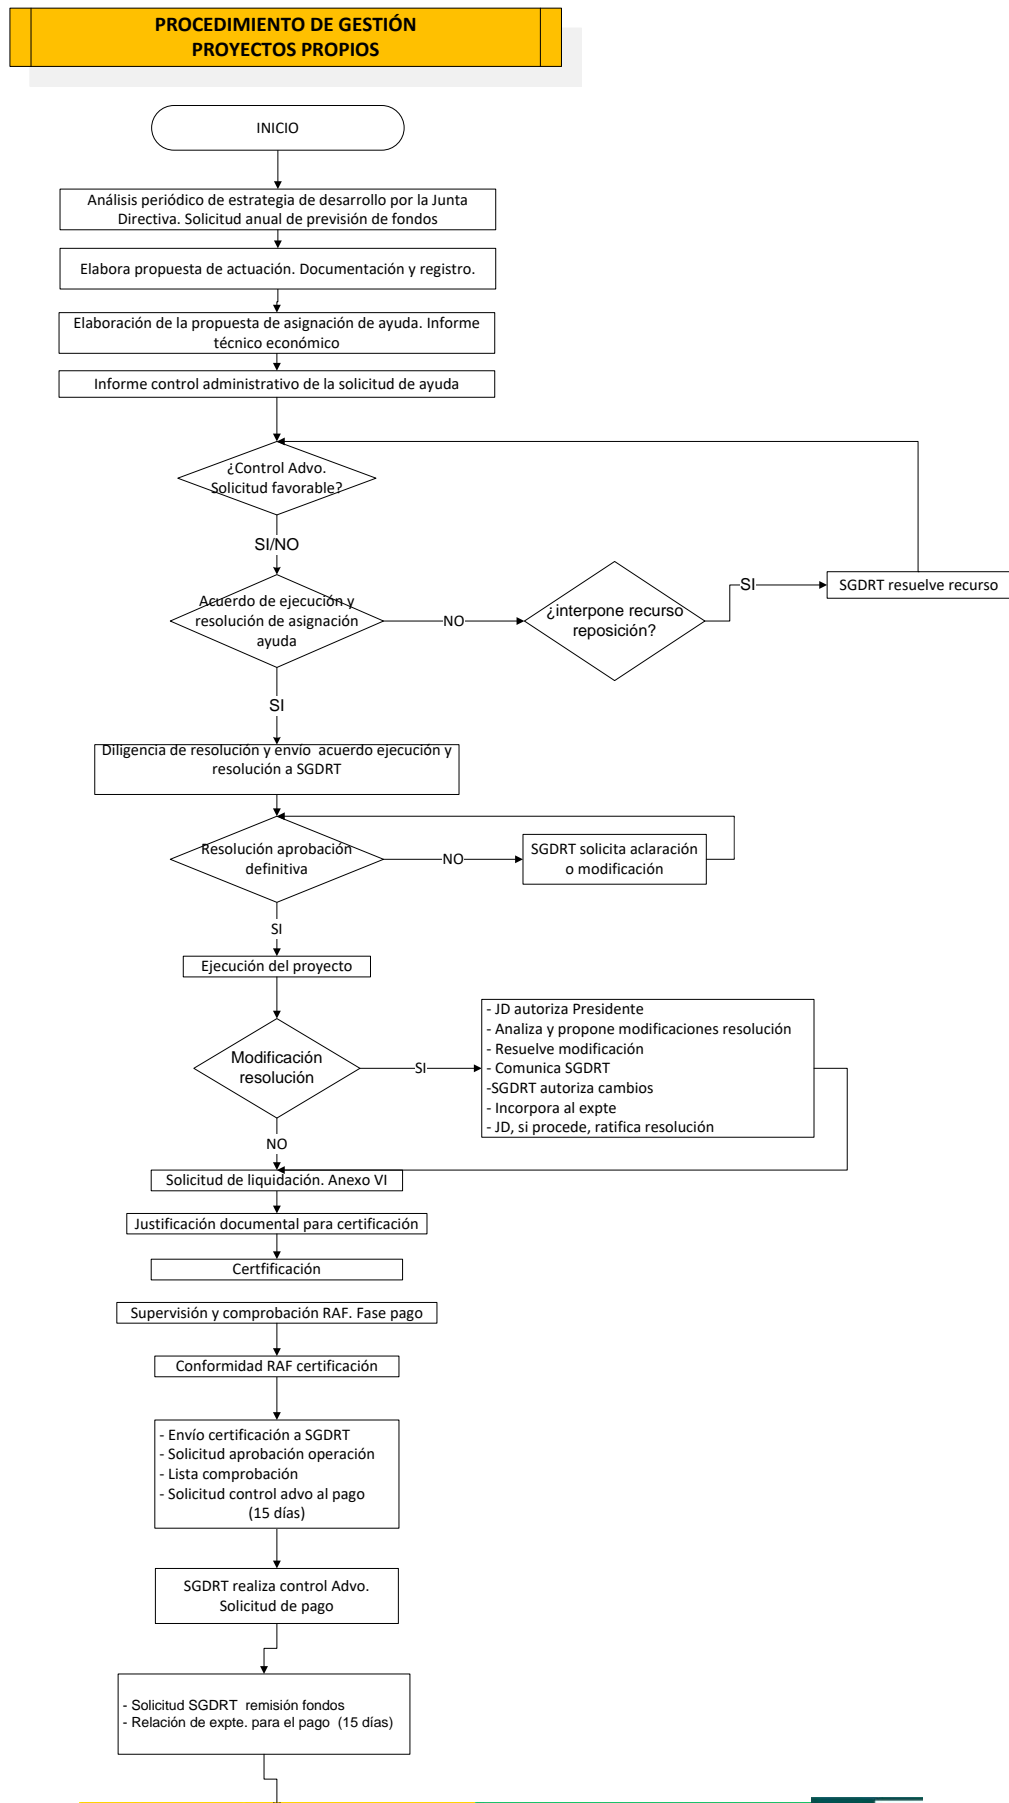 PROCEDIMIENTO DE GESTIÓN
PROYECTOS PROPIOS
INICIO
Análisis periódico de estrategia de desarrollo por la Junta
Directiva. Solicitud anual de previsión de fondos
Elabora propuesta de actuación. Documentación y registro.
Elaboración de la propuesta de asignación de ayuda. Informe
técnico económico
Informe control administrativo de la solicitud de ayuda
¿Control Advo.
Solicitud favorable?
SI/NO
Acuerdo de ejecución y
resolución de asignación
ayuda
NO
¿interpone recurso
reposición?
SI
SGDRT resuelve recurso
SI
Diligencia de resolución y envío  acuerdo ejecución y
resolución a SGDRT
Resolución aprobación
definitiva
NO
SGDRT solicita aclaración
o modificación
SI
Ejecución del proyecto
Modificación
resolución
SI
- JD autoriza Presidente
- Analiza y propone modificaciones resolución
- Resuelve modificación
- Comunica SGDRT
-SGDRT autoriza cambios
- Incorpora al expte
- JD, si procede, ratifica resolución
NO
Solicitud de liquidación. Anexo VI
Justificación documental para certificación
Certfificación
Supervisión y comprobación RAF. Fase pago
Conformidad RAF certificación
- Envío certificación a SGDRT
- Solicitud aprobación operación
- Lista comprobación
- Solicitud control advo al pago
(15 días)
SGDRT realiza control Advo.
Solicitud de pago
- Solicitud SGDRT  remisión fondos
- Relación de expte. para el pago  (15 días)